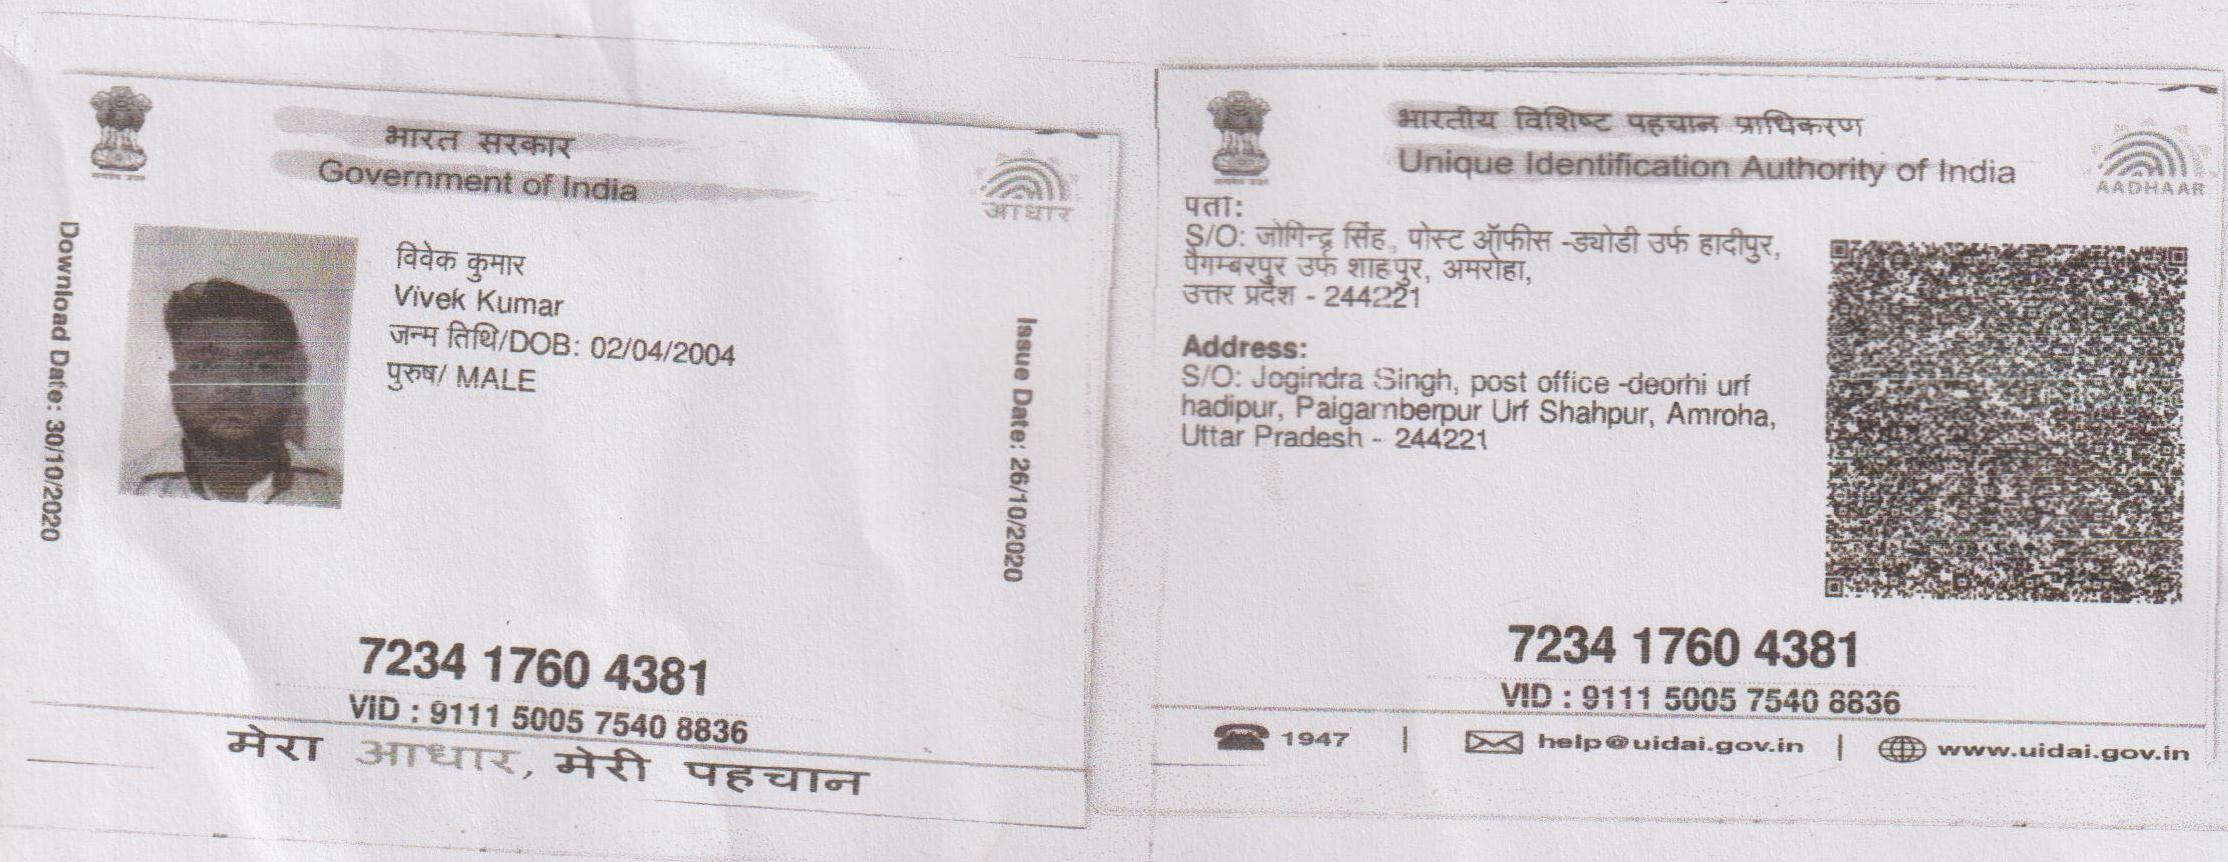 भारत सरकार
Government of India
आधार
Download Date: 30/10/2020
विवेक कुमार
Vivek Kumar
जन्म तिथि/DOB: 02/04/2004
पुरुष/ MALE
Issue Date: 26/10/2020
7234 1760 4381
VID : 9111 5005 7540 8836
मेरा आधार, मेरी पहचान
भारतीय विशिष्ट पहचान प्राधिकरण
Unique Identification Authority of India
AADHAAR
पता:
S/O: जोगिन्द्र सिंह, पोस्ट ऑफीस -ड्योडी उर्फ हादीपुर,
पैगम्बरपुर उर्फ शाहपुर, अमरोहा,
उत्तर प्रदेश - 244221
Address:
S/O: Jogindra Singh, post office -deorhi urf
hadipur, Paigamberpur Urf Shahpur, Amroha,
Uttar Pradesh - 244221
7234 1760 4381
VID : 9111 5005 7540 8836
1947 | help@uidai.gov.in | www.uidai.gov.in